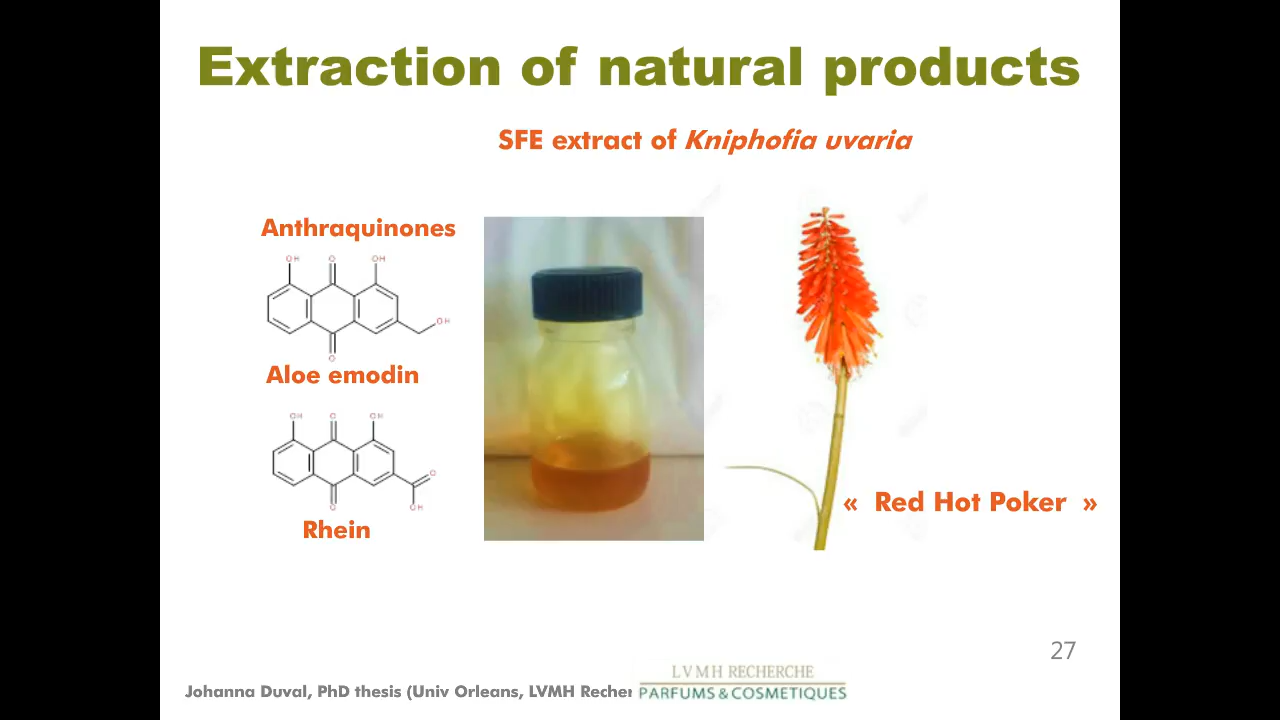 Extraction of natural products
SFE extract of Kniphofia uvaria
Anthraquinones
OH O OH
OH
O
Aloe emodin
OH O OH
O
O OH
Rhein
« Red Hot Poker »
27
Johanna Duval, PhD thesis (Univ Orleans, LVMH Recher
LVMH RECHERCHE
PARFUMS & COSMETIQUES